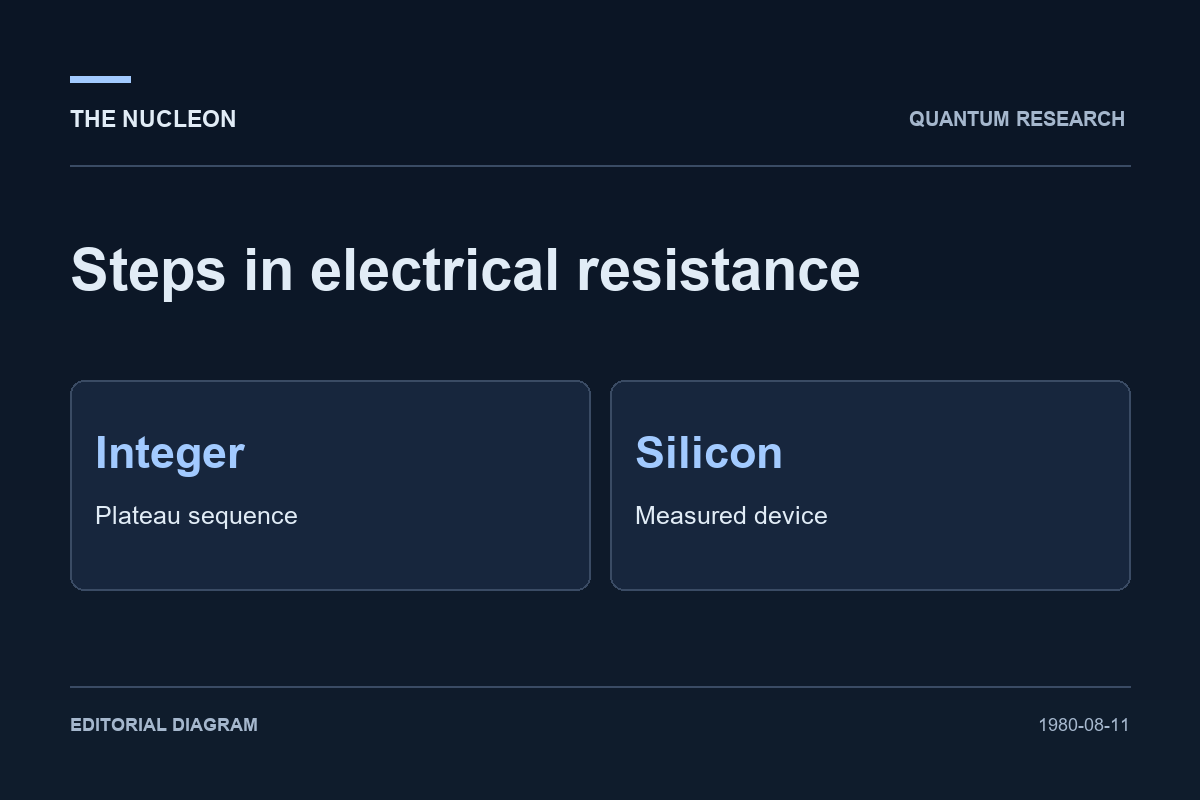 THE NUCLEON
QUANTUM RESEARCH
Steps in electrical resistance
Integer
Plateau sequence
Silicon
Measured device
EDITORIAL DIAGRAM
1980-08-11